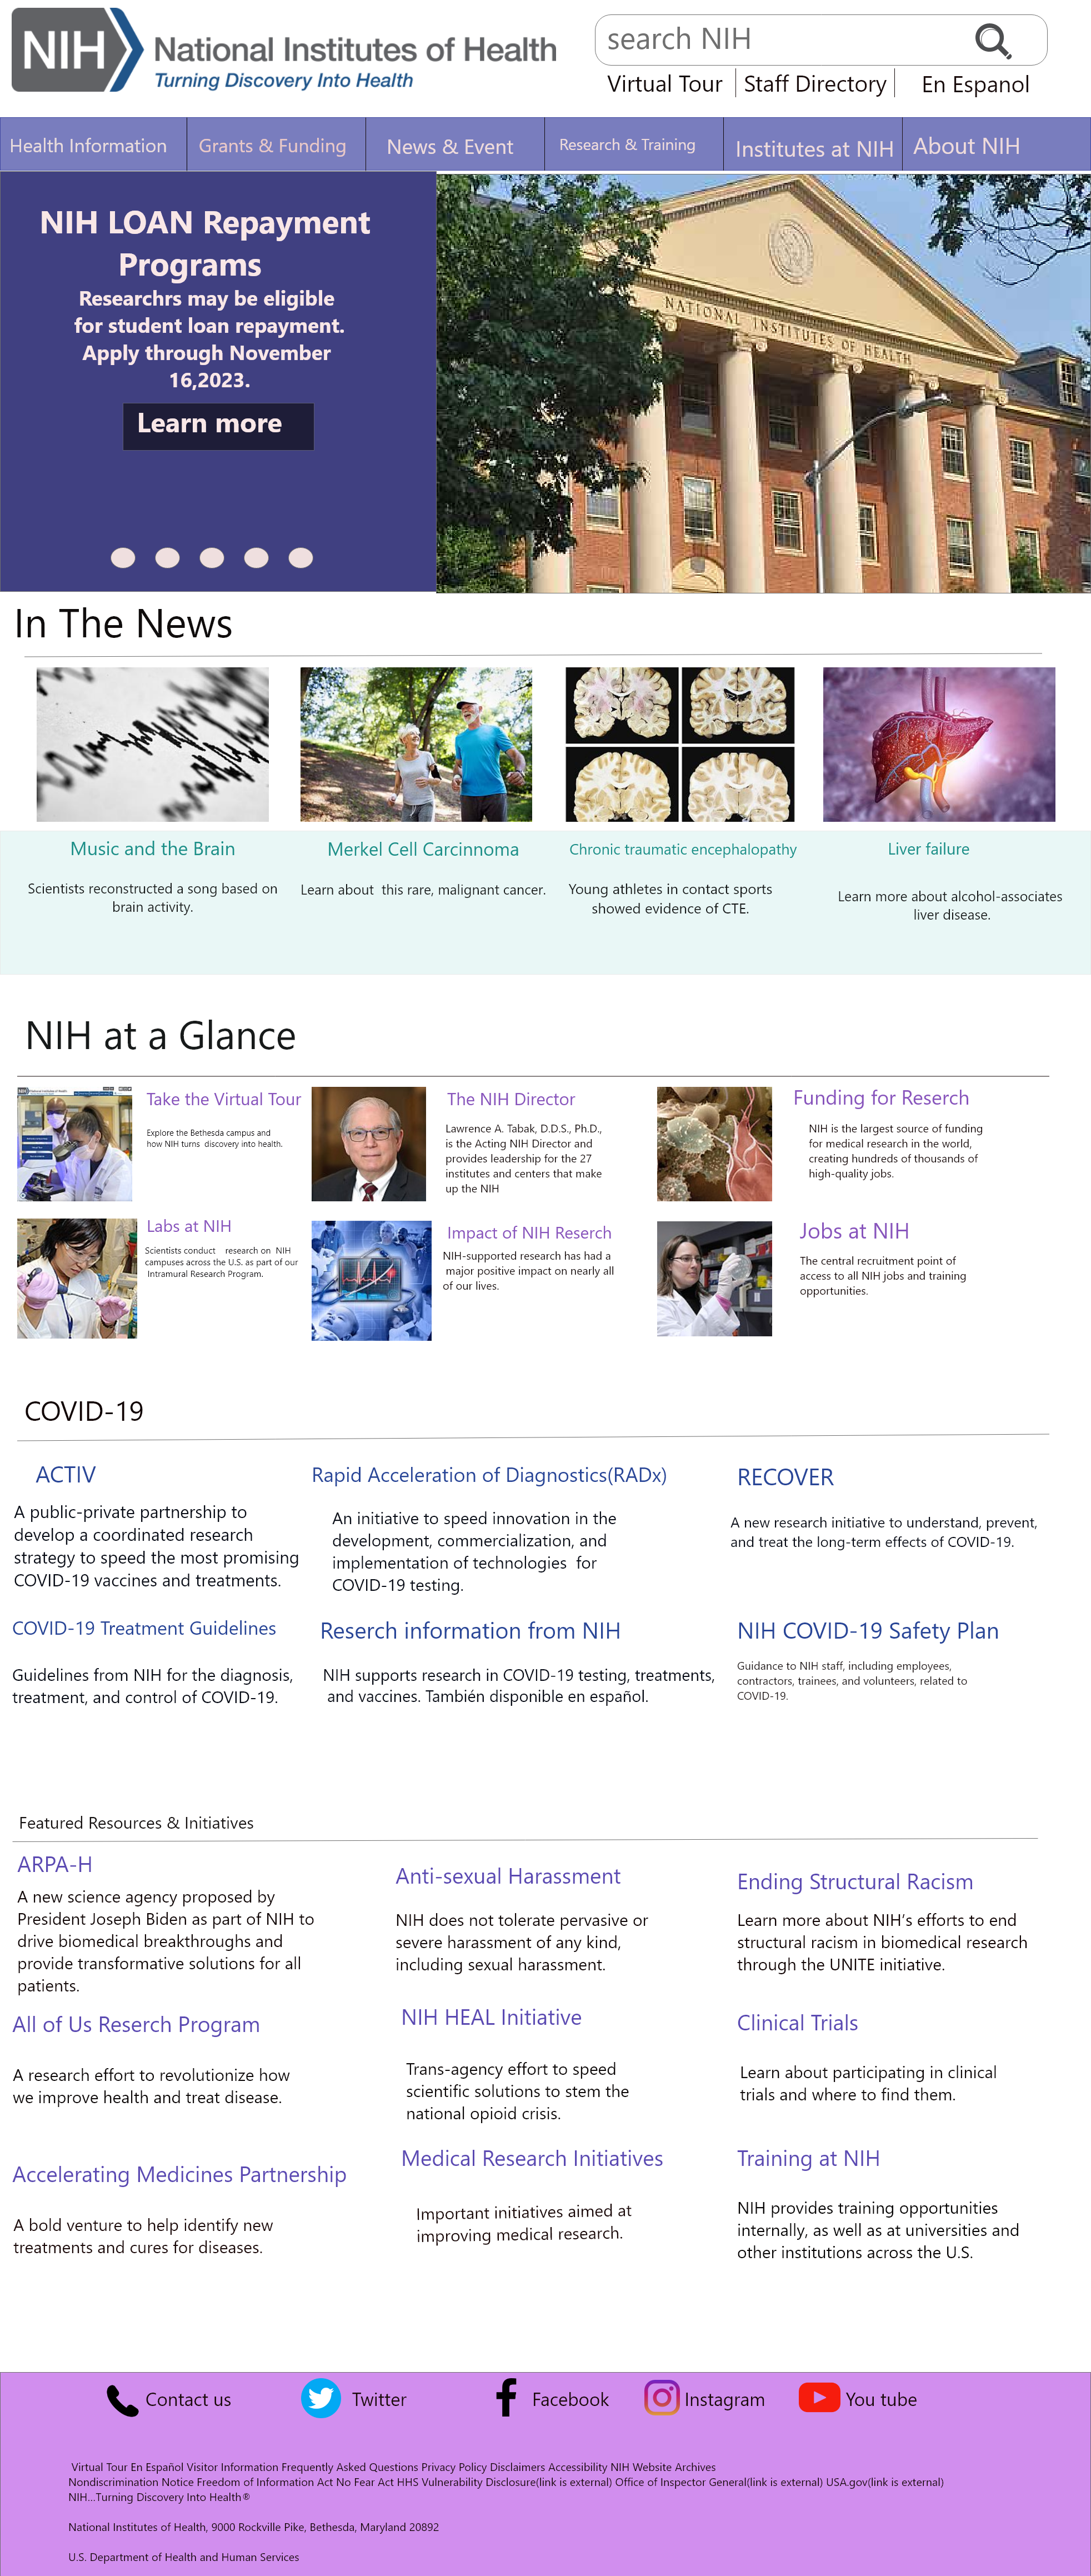 NIH National Institutes of Health
Turning Discovery Into Health
search NIH
Virtual Tour
Staff Directory
En Espanol
Health Information
Grants & Funding
News & Event
Research & Training
Institutes at NIH
About NIH
NIH LOAN Repayment
Programs
Researchrs may be eligible
for student loan repayment.
Apply through November
16,2023.
Learn more
NATIONAL INSTITUTES OF HEALTH
In The News
Music and the Brain
Scientists reconstructed a song based on
brain activity.
Merkel Cell Carcinnoma
Learn about this rare, malignant cancer.
Chronic traumatic encephalopathy
Young athletes in contact sports
showed evidence of CTE.
Liver failure
Learn more about alcohol-associates
liver disease.
NIH at a Glance
Take the Virtual Tour
Explore the Bethesda campus and
how NIH turns discovery into health.
The NIH Director
Lawrence A. Tabak, D.D.S., Ph.D.,
is the Acting NIH Director and
provides leadership for the 27
institutes and centers that make
up the NIH
Funding for Reserch
NIH is the largest source of funding
for medical research in the world,
creating hundreds of thousands of
high-quality jobs.
Labs at NIH
Scientists conduct research on NIH
campuses across the U.S. as part of our
Intramural Research Program.
Impact of NIH Reserch
NIH-supported research has had a
major positive impact on nearly all
of our lives.
Jobs at NIH
The central recruitment point of
access to all NIH jobs and training
opportunities.
COVID-19
ACTIV
A public-private partnership to
develop a coordinated research
strategy to speed the most promising
COVID-19 vaccines and treatments.
Rapid Acceleration of Diagnostics(RADx)
An initiative to speed innovation in the
development, commercialization, and
implementation of technologies for
COVID-19 testing.
RECOVER
A new research initiative to understand, prevent,
and treat the long-term effects of COVID-19.
COVID-19 Treatment Guidelines
Guidelines from NIH for the diagnosis,
treatment, and control of COVID-19.
Reserch information from NIH
NIH supports research in COVID-19 testing, treatments,
and vaccines. También disponible en español.
NIH COVID-19 Safety Plan
Guidance to NIH staff, including employees,
contractors, trainees, and volunteers, related to
COVID-19.
Featured Resources & Initiatives
ARPA-H
A new science agency proposed by
President Joseph Biden as part of NIH to
drive biomedical breakthroughs and
provide transformative solutions for all
patients.
Anti-sexual Harassment
NIH does not tolerate pervasive or
severe harassment of any kind,
including sexual harassment.
Ending Structural Racism
Learn more about NIH’s efforts to end
structural racism in biomedical research
through the UNITE initiative.
All of Us Reserch Program
A research effort to revolutionize how
we improve health and treat disease.
NIH HEAL Initiative
Trans-agency effort to speed
scientific solutions to stem the
national opioid crisis.
Clinical Trials
Learn about participating in clinical
trials and where to find them.
Accelerating Medicines Partnership
A bold venture to help identify new
treatments and cures for diseases.
Medical Research Initiatives
Important initiatives aimed at
improving medical research.
Training at NIH
NIH provides training opportunities
internally, as well as at universities and
other institutions across the U.S.
Contact us
Twitter
Facebook
Instagram
You tube
Virtual Tour En Español Visitor Information Frequently Asked Questions Privacy Policy Disclaimers Accessibility NIH Website Archives
Nondiscrimination Notice Freedom of Information Act No Fear Act HHS Vulnerability Disclosure(link is external) Office of Inspector General(link is external) USA.gov(link is external)
NIH…Turning Discovery Into Health®
National Institutes of Health, 9000 Rockville Pike, Bethesda, Maryland 20892
U.S. Department of Health and Human Services